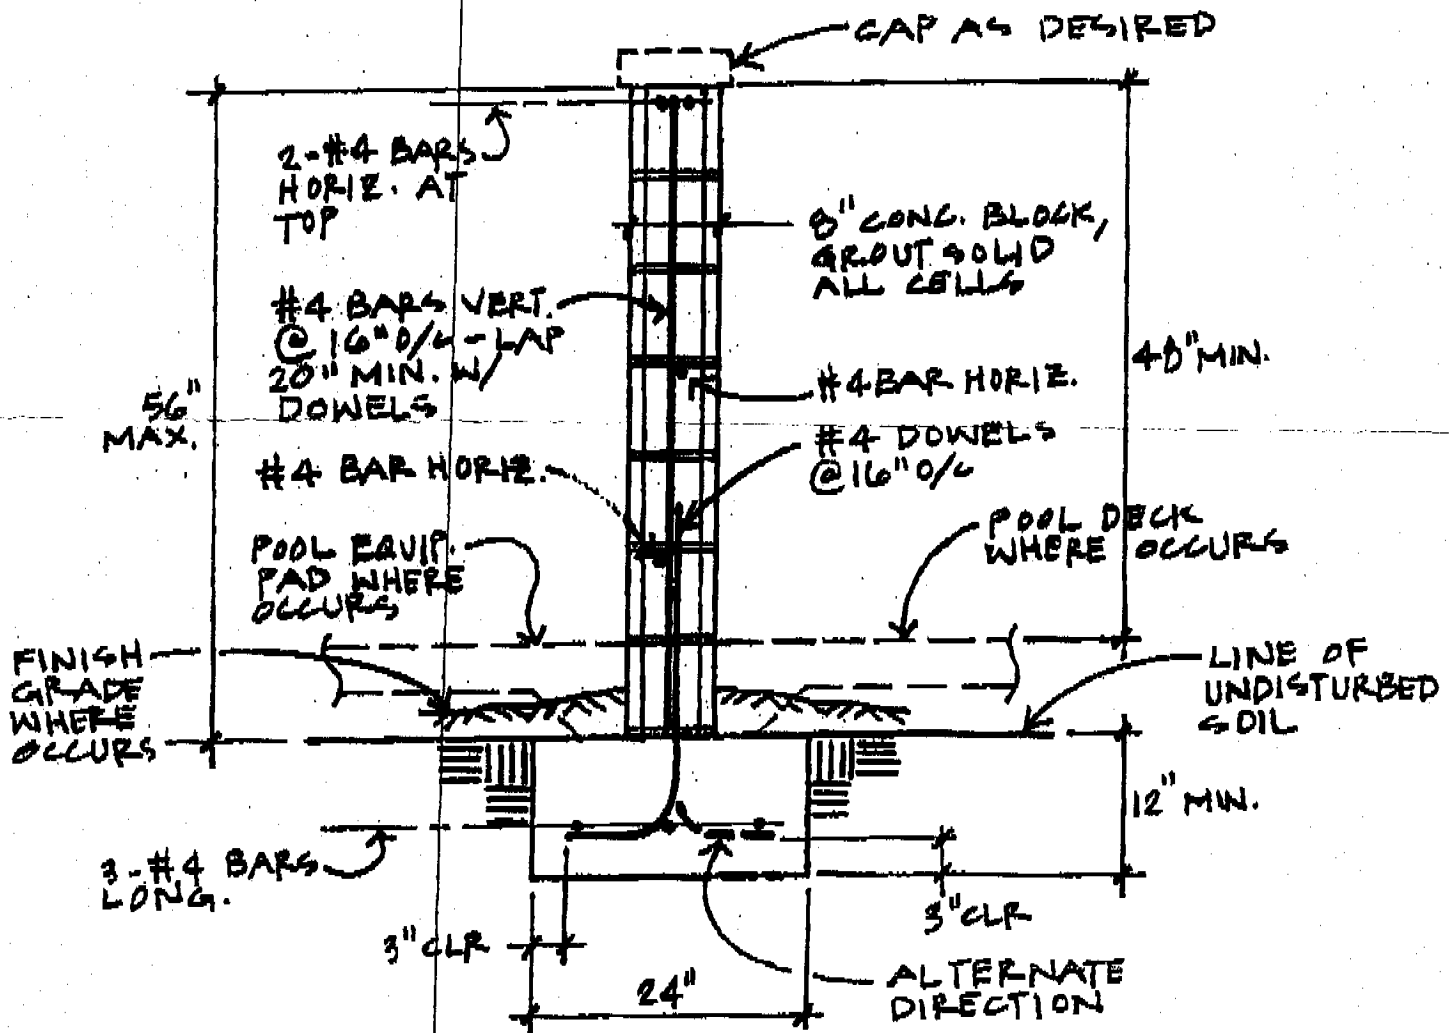 CAP AS DESIRED
2-#4 BARS
HORIZ. AT
TOP
8" CONC. BLOCK,
GROUT SOLID
ALL CELLS
#4 BARS VERT.
@ 16" O/C - LAP
20" MIN. W/
DOWELS
48" MIN.
#4 BAR HORIZ.
56"
MAX.
#4 DOWELS
@ 16" O/C
#4 BAR HORIZ.
POOL DECK
WHERE OCCURS
POOL EQUIP.
PAD WHERE
OCCURS
FINISH
GRADE
WHERE
OCCURS
LINE OF
UNDISTURBED
SOIL
12" MIN.
3-#4 BARS
LONG.
3" CLR
3" CLR
24"
ALTERNATE
DIRECTION